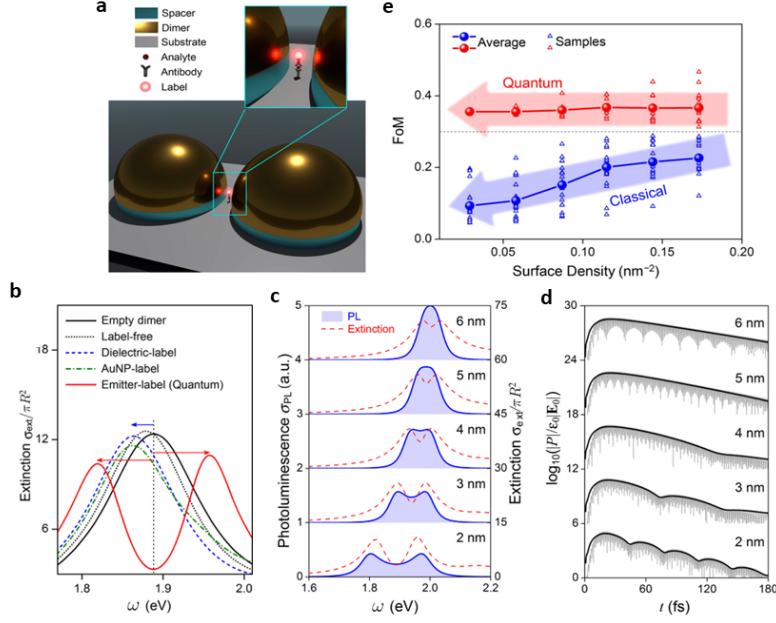 a
Spacer
Dimer
Substrate
Analyte
Antibody
Label
e
0.6
0.4
0.2
0.0
FoM
Average
Samples
Quantum
Classical
0.00
0.05
0.10
0.15
0.20
Surface Density (nm⁻²)
b
Empty dimer
Label-free
Dielectric-label
AuNP-label
Emitter-label (Quantum)
18
12
6
Extinction σext/πR²
1.8
1.9
2.0
ω (eV)
c
PL
Extinction
5
4
3
2
1
0
Photoluminescence σPL (a.u.)
6 nm
5 nm
4 nm
3 nm
2 nm
75
60
45
30
15
0
Extinction σext/πR²
1.6
1.8
2.0
2.2
ω (eV)
d
30
24
18
12
6
0
log₁₀(|P|/ε₀|E₀|)
6 nm
5 nm
4 nm
3 nm
2 nm
0
60
120
180
t (fs)